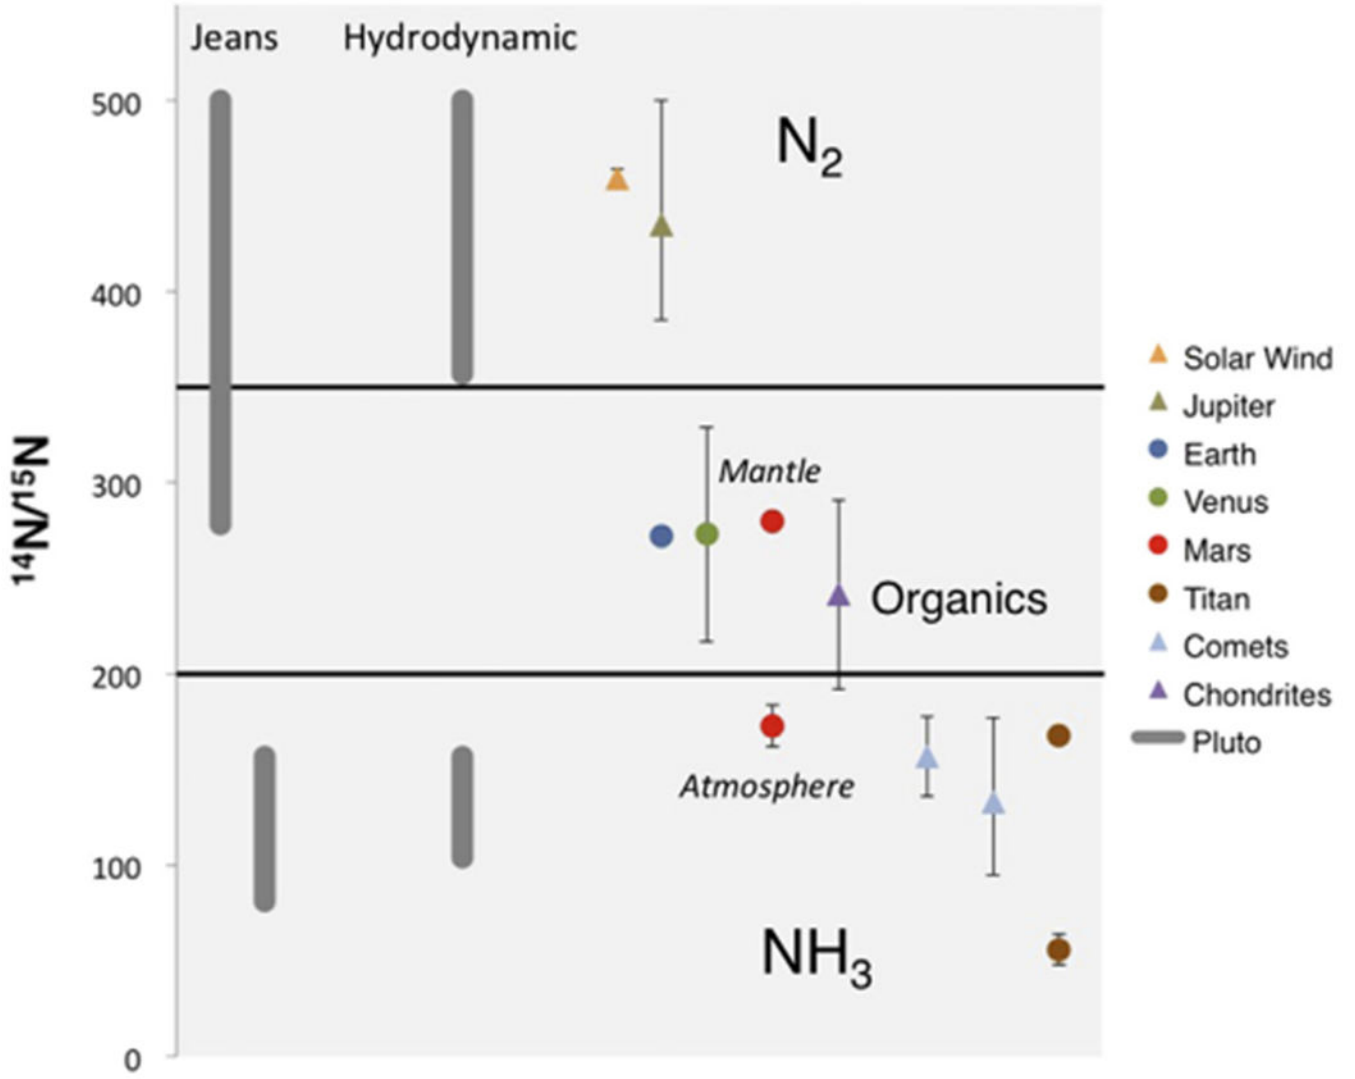 Jeans Hydrodynamic
500
N₂
400
¹⁴N/¹⁵N
300
Mantle
Organics
200
Atmosphere
100
NH₃
0
Solar Wind
Jupiter
Earth
Venus
Mars
Titan
Comets
Chondrites
Pluto